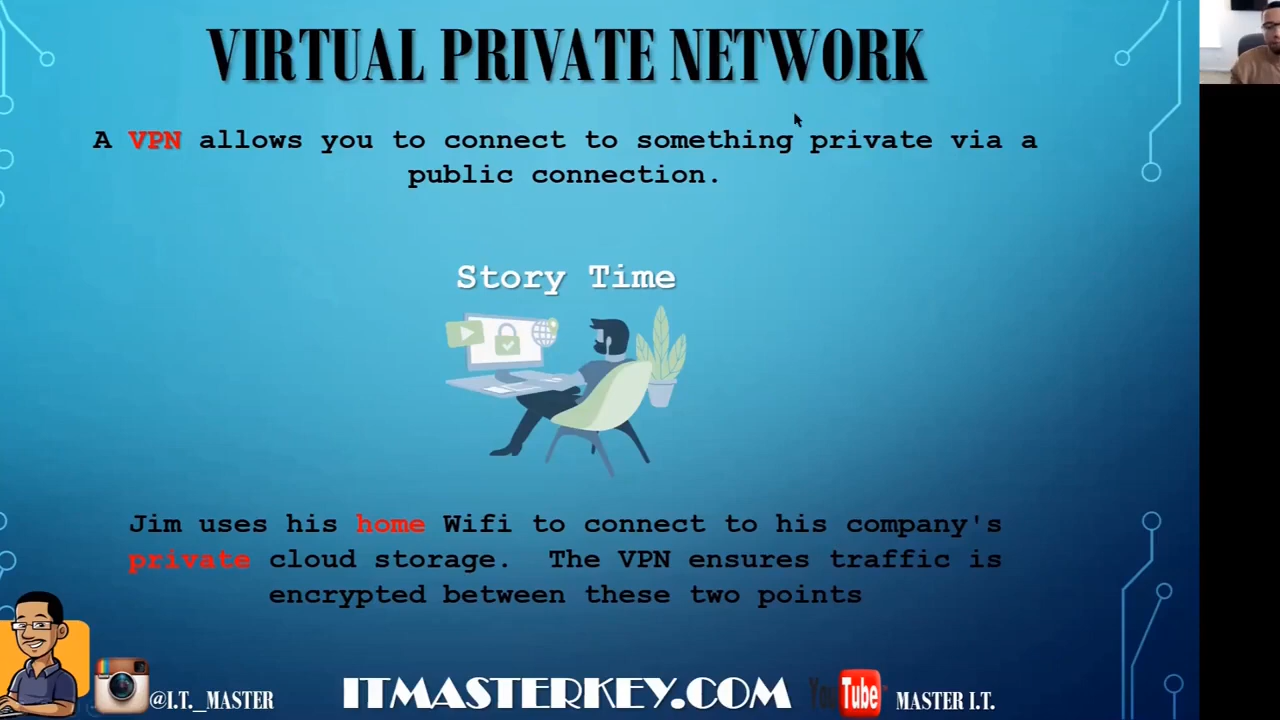 VIRTUAL PRIVATE NETWORK
A VPN allows you to connect to something private via a
public connection.
Story Time
Jim uses his home Wifi to connect to his company's
private cloud storage.  The VPN ensures traffic is
encrypted between these two points
@I.T._MASTER
ITMASTERKEY.COM
YouTube
MASTER I.T.